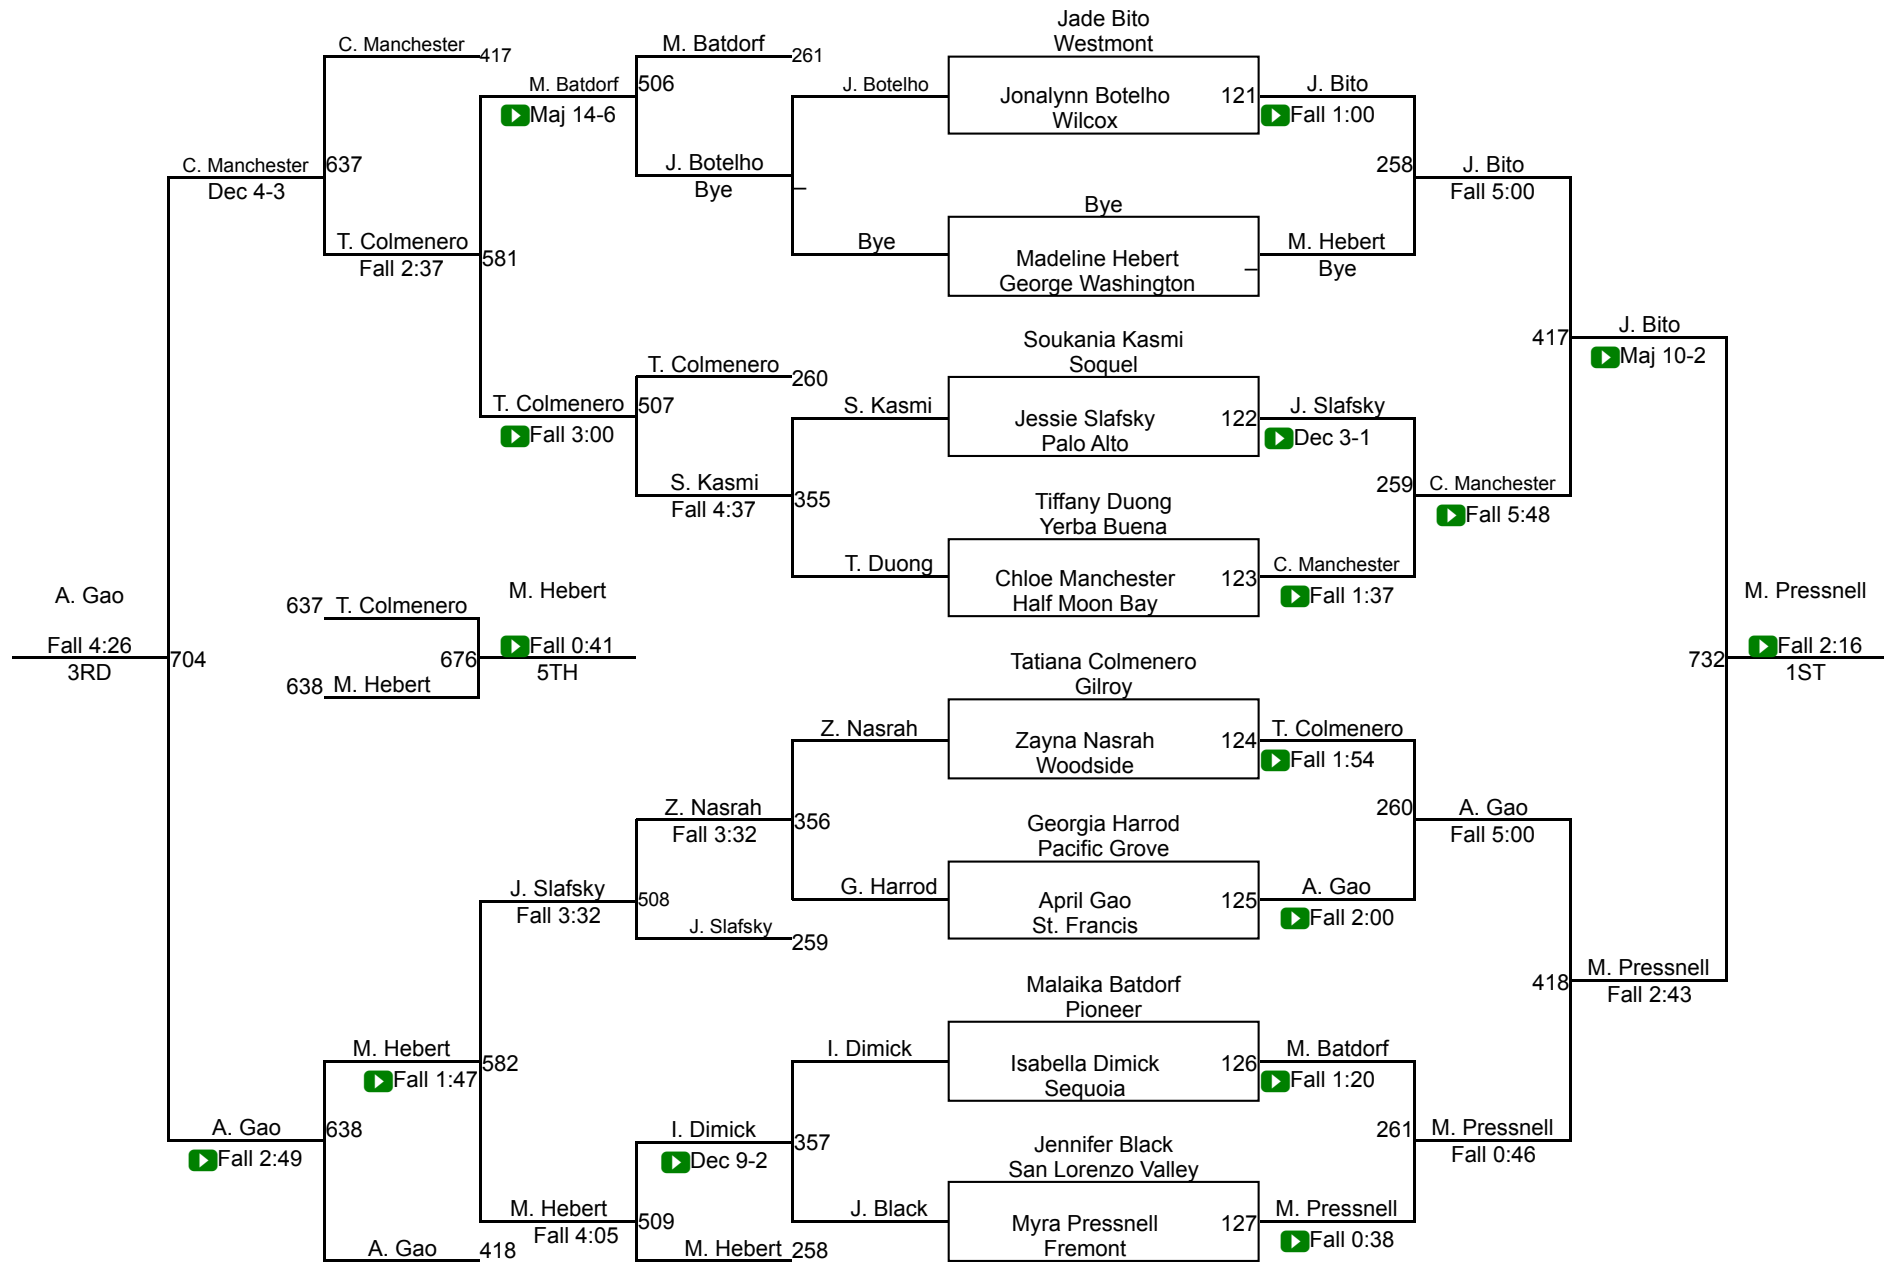 Jade Bito
Westmont
C. Manchester
417
M. Batdorf
261
M. Batdorf
506
J. Botelho
Jonalynn Botelho
121
J. Bito
Maj 14-6
Wilcox
Fall 1:00
C. Manchester
637
J. Botelho
258
J. Bito
Dec 4-3
Bye
–
Fall 5:00
Bye
T. Colmenero
581
Bye
Madeline Hebert
–
M. Hebert
Fall 2:37
George Washington
Bye
Soukania Kasmi
417
J. Bito
T. Colmenero
260
Soquel
Maj 10-2
T. Colmenero
507
S. Kasmi
Jessie Slafsky
122
J. Slafsky
Fall 3:00
Palo Alto
Dec 3-1
S. Kasmi
355
259
C. Manchester
Fall 4:37
Tiffany Duong
Fall 5:48
Yerba Buena
T. Duong
Chloe Manchester
123
C. Manchester
Half Moon Bay
Fall 1:37
A. Gao
637
T. Colmenero
M. Hebert
M. Pressnell
Fall 4:26
704
676
Fall 0:41
732
Fall 2:16
3RD
638
M. Hebert
5TH
1ST
Tatiana Colmenero
Gilroy
Z. Nasrah
Zayna Nasrah
124
T. Colmenero
Woodside
Fall 1:54
Z. Nasrah
356
260
A. Gao
Fall 3:32
Georgia Harrod
Fall 5:00
Pacific Grove
J. Slafsky
508
G. Harrod
April Gao
125
A. Gao
Fall 3:32
St. Francis
Fall 2:00
J. Slafsky
259
Malaika Batdorf
418
M. Pressnell
Pioneer
Fall 2:43
M. Hebert
582
I. Dimick
Isabella Dimick
126
M. Batdorf
Fall 1:47
Sequoia
Fall 1:20
A. Gao
638
I. Dimick
357
261
M. Pressnell
Fall 2:49
Dec 9-2
Jennifer Black
Fall 0:46
San Lorenzo Valley
M. Hebert
509
J. Black
Myra Pressnell
127
M. Pressnell
Fall 4:05
Fremont
Fall 0:38
A. Gao
418
M. Hebert
258